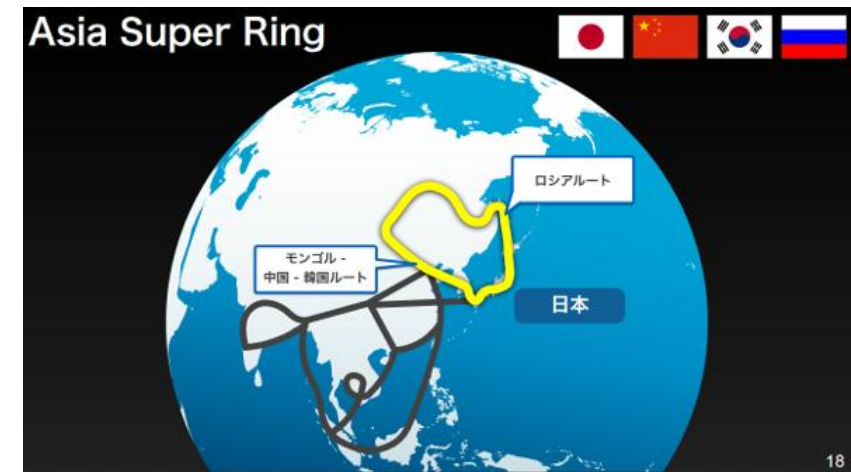 Asia Super Ring
ロシアルート
モンゴル -
中国 - 韓国ルート
日本
18